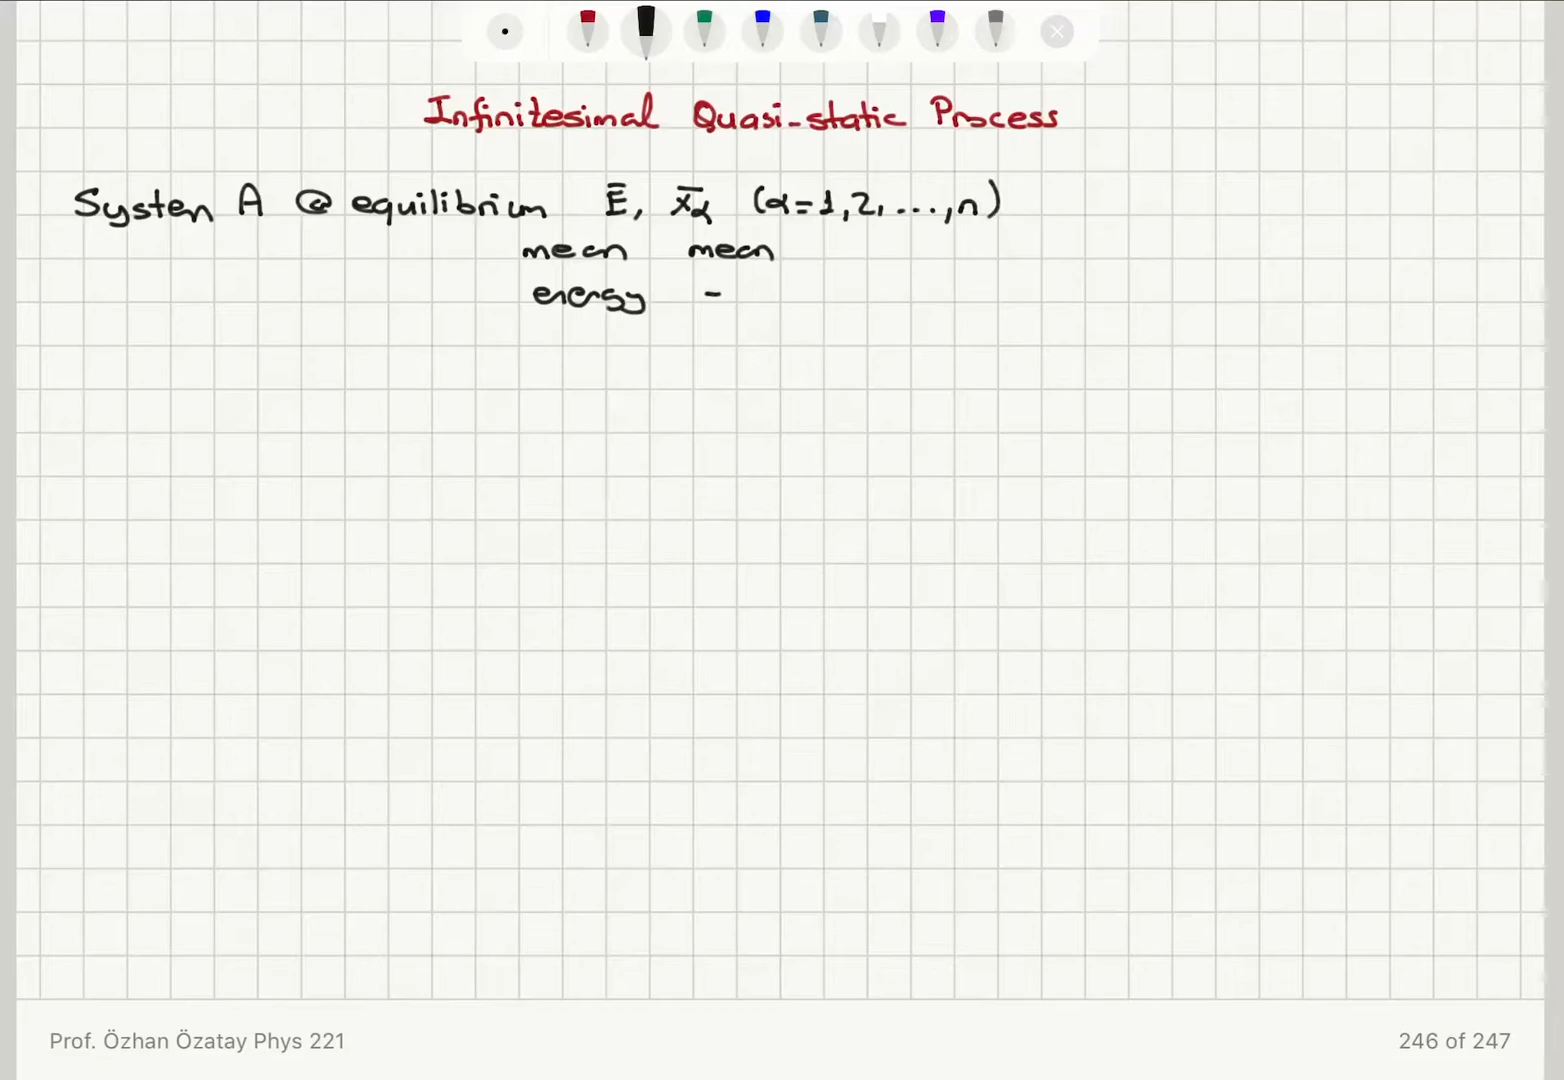 Infinitesimal Quasi-static Process
System A @ equilibrium Ē, x̄α (α=1,2,...,n)
mean mean
energy -
Prof. Özhan Özatay Phys 221
246 of 247